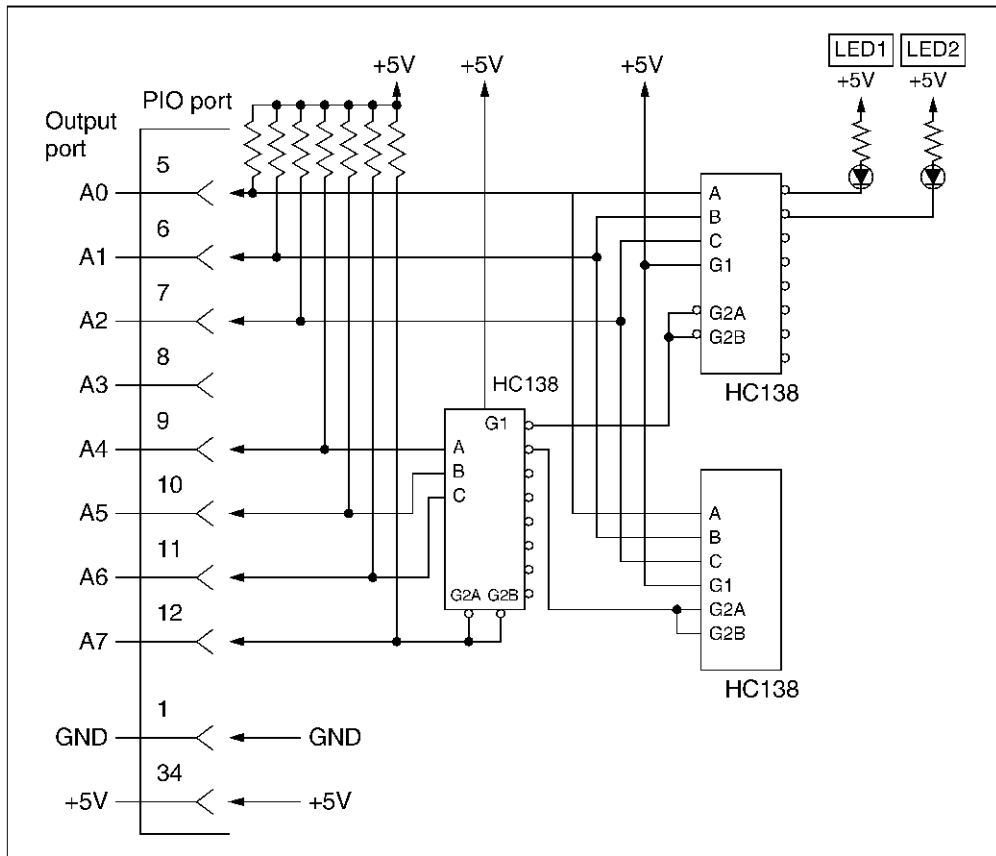 LED1 LED2
+5V +5V +5V +5V +5V
PIO port
Output
port
5
A0
6
A1
7
A2
8
A3
9
A4
10
A5
11
A6
12
A7
1
GND GND
34
+5V +5V
HC138
G1
A
B
C
G2A G2B
A
B
C
G1
G2A
G2B
HC138
A
B
C
G1
G2A
G2B
HC138